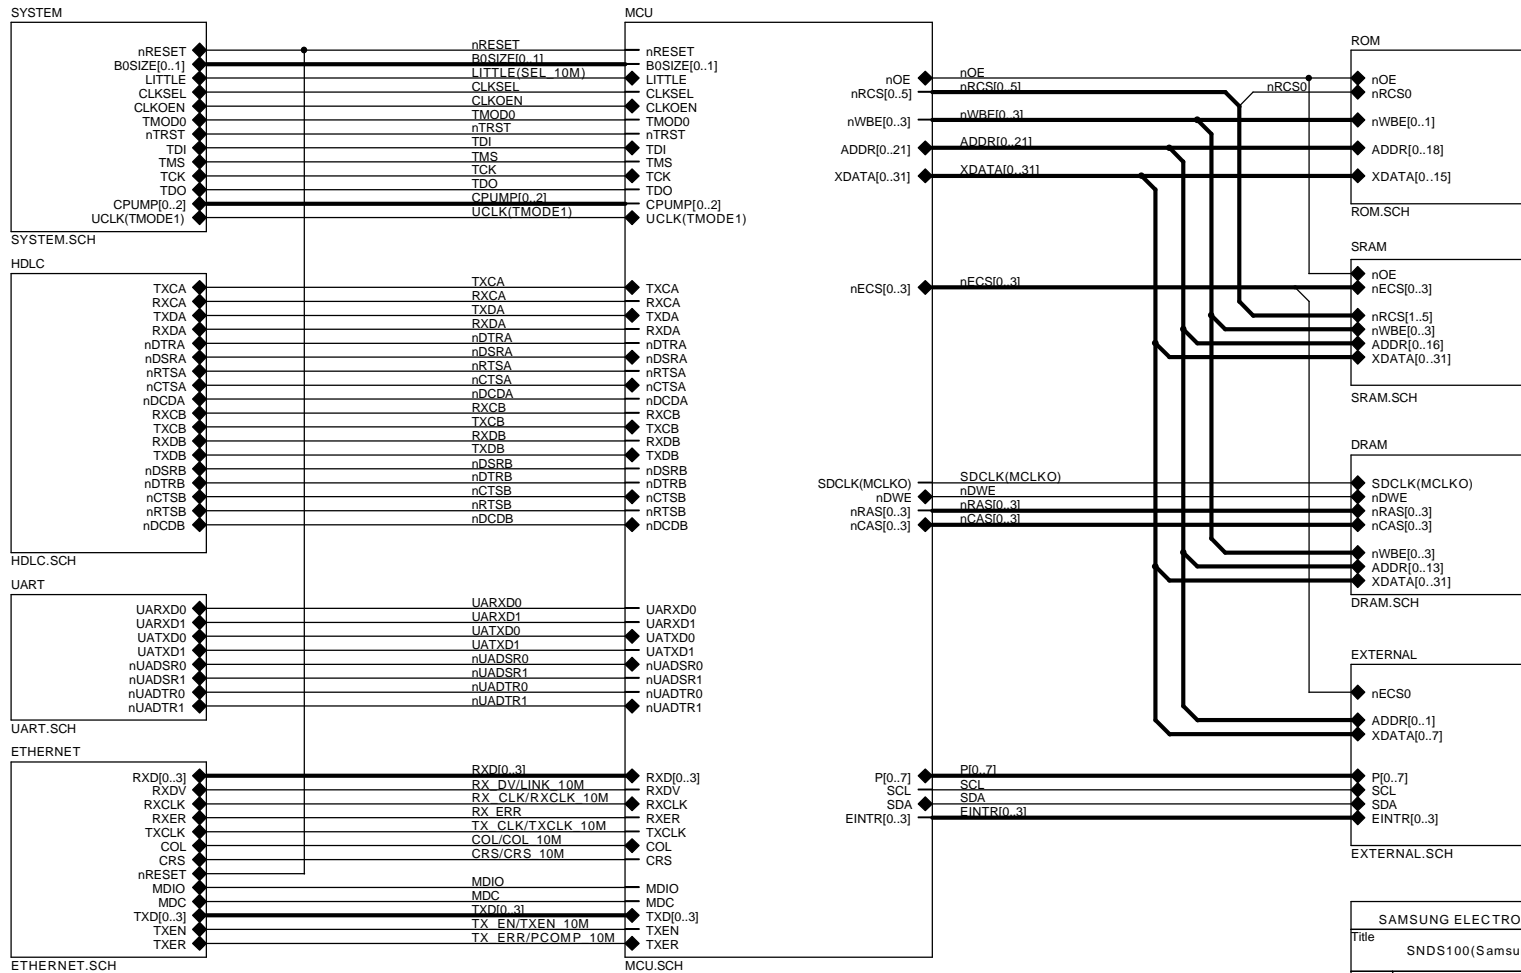 SYSTEM
nRESET
B0SIZE[0..1]
LITTLE
CLKSEL
CLKOEN
TMOD0
nTRST
TDI
TMS
TCK
TDO
CPUMP[0..2]
UCLK(TMODE1)
SYSTEM.SCH
nRESET
B0SIZE[0..1]
LITTLE(SEL_10M)
CLKSEL
CLKOEN
TMOD0
nTRST
TDI
TMS
TCK
TDO
CPUMP[0..2]
UCLK(TMODE1)
HDLC
TXCA
RXCA
TXDA
RXDA
nDTRA
nDSRA
nRTSA
nCTSA
nDCDA
RXCB
TXCB
RXDB
TXDB
nDSRB
nDTRB
nCTSB
nRTSB
nDCDB
HDLC.SCH
TXCA
RXCA
TXDA
RXDA
nDTRA
nDSRA
nRTSA
nCTSA
nDCDA
RXCB
TXCB
RXDB
TXDB
nDSRB
nDTRB
nCTSB
nRTSB
nDCDB
UART
UARXD0
UARXD1
UATXD0
UATXD1
nUADSR0
nUADSR1
nUADTR0
nUADTR1
UART.SCH
UARXD0
UARXD1
UATXD0
UATXD1
nUADSR0
nUADSR1
nUADTR0
nUADTR1
ETHERNET
RXD[0..3]
RXDV
RXCLK
RXER
TXCLK
COL
CRS
nRESET
MDIO
MDC
TXD[0..3]
TXEN
TXER
ETHERNET.SCH
RXD[0..3]
RX_DV/LINK_10M
RX_CLK/RXCLK_10M
RX_ERR
TX_CLK/TXCLK_10M
COL/COL_10M
CRS/CRS_10M
MDIO
MDC
TXD[0..3]
TX_EN/TXEN_10M
TX_ERR/PCOMP_10M
MCU
nRESET
B0SIZE[0..1]
LITTLE
CLKSEL
CLKOEN
TMOD0
nTRST
TDI
TMS
TCK
TDO
CPUMP[0..2]
UCLK(TMODE1)
TXCA
RXCA
TXDA
RXDA
nDTRA
nDSRA
nRTSA
nCTSA
nDCDA
RXCB
TXCB
RXDB
TXDB
nDSRB
nDTRB
nCTSB
nRTSB
nDCDB
UARXD0
UARXD1
UATXD0
UATXD1
nUADSR0
nUADSR1
nUADTR0
nUADTR1
RXD[0..3]
RXDV
RXCLK
RXER
TXCLK
COL
CRS
MDIO
MDC
TXD[0..3]
TXEN
TXER
MCU.SCH
nOE
nRCS[0..5]
nWBE[0..3]
ADDR[0..21]
XDATA[0..31]
nECS[0..3]
SDCLK(MCLKO)
nDWE
nRAS[0..3]
nCAS[0..3]
P[0..7]
SCL
SDA
EINTR[0..3]
nOE
nRCS[0..5]
nWBE[0..3]
ADDR[0..21]
XDATA[0..31]
nECS[0..3]
SDCLK(MCLKO)
nDWE
nRAS[0..3]
nCAS[0..3]
P[0..7]
SCL
SDA
EINTR[0..3]
nRCS0
ROM
nOE
nRCS0
nWBE[0..1]
ADDR[0..18]
XDATA[0..15]
ROM.SCH
SRAM
nOE
nECS[0..3]
nRCS[1..5]
nWBE[0..3]
ADDR[0..16]
XDATA[0..31]
SRAM.SCH
DRAM
SDCLK(MCLKO)
nDWE
nRAS[0..3]
nCAS[0..3]
nWBE[0..3]
ADDR[0..13]
XDATA[0..31]
DRAM.SCH
EXTERNAL
nECS0
ADDR[0..1]
XDATA[0..7]
P[0..7]
SCL
SDA
EINTR[0..3]
EXTERNAL.SCH
SAMSUNG ELECTRO
Title
SNDS100(Samsu